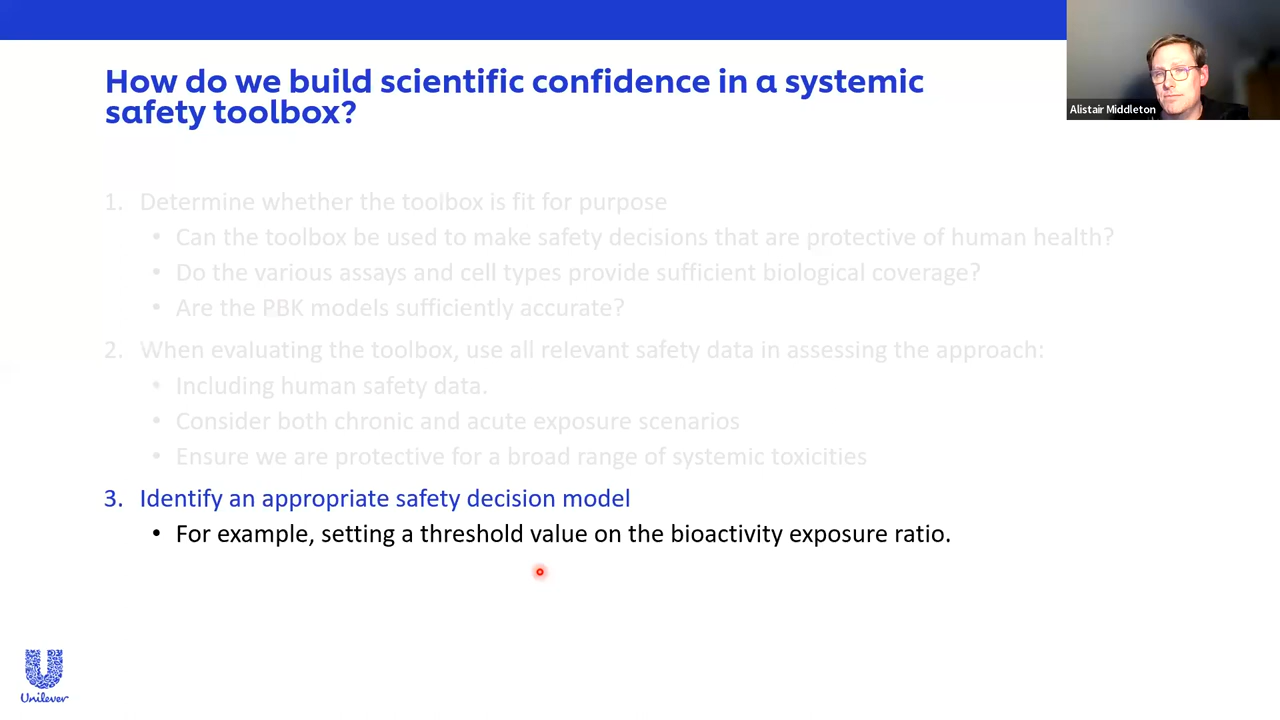 How do we build scientific confidence in a systemic
safety toolbox?
Alistair Middleton
1. Determine whether the toolbox is fit for purpose
• Can the toolbox be used to make safety decisions that are protective of human health?
• Do the various assays and cell types provide sufficient biological coverage?
• Are the PBK models sufficiently accurate?
2. When evaluating the toolbox, use all relevant safety data in assessing the approach:
• Including human safety data.
• Consider both chronic and acute exposure scenarios
• Ensure we are protective for a broad range of systemic toxicities
3. Identify an appropriate safety decision model
• For example, setting a threshold value on the bioactivity exposure ratio.
Unilever